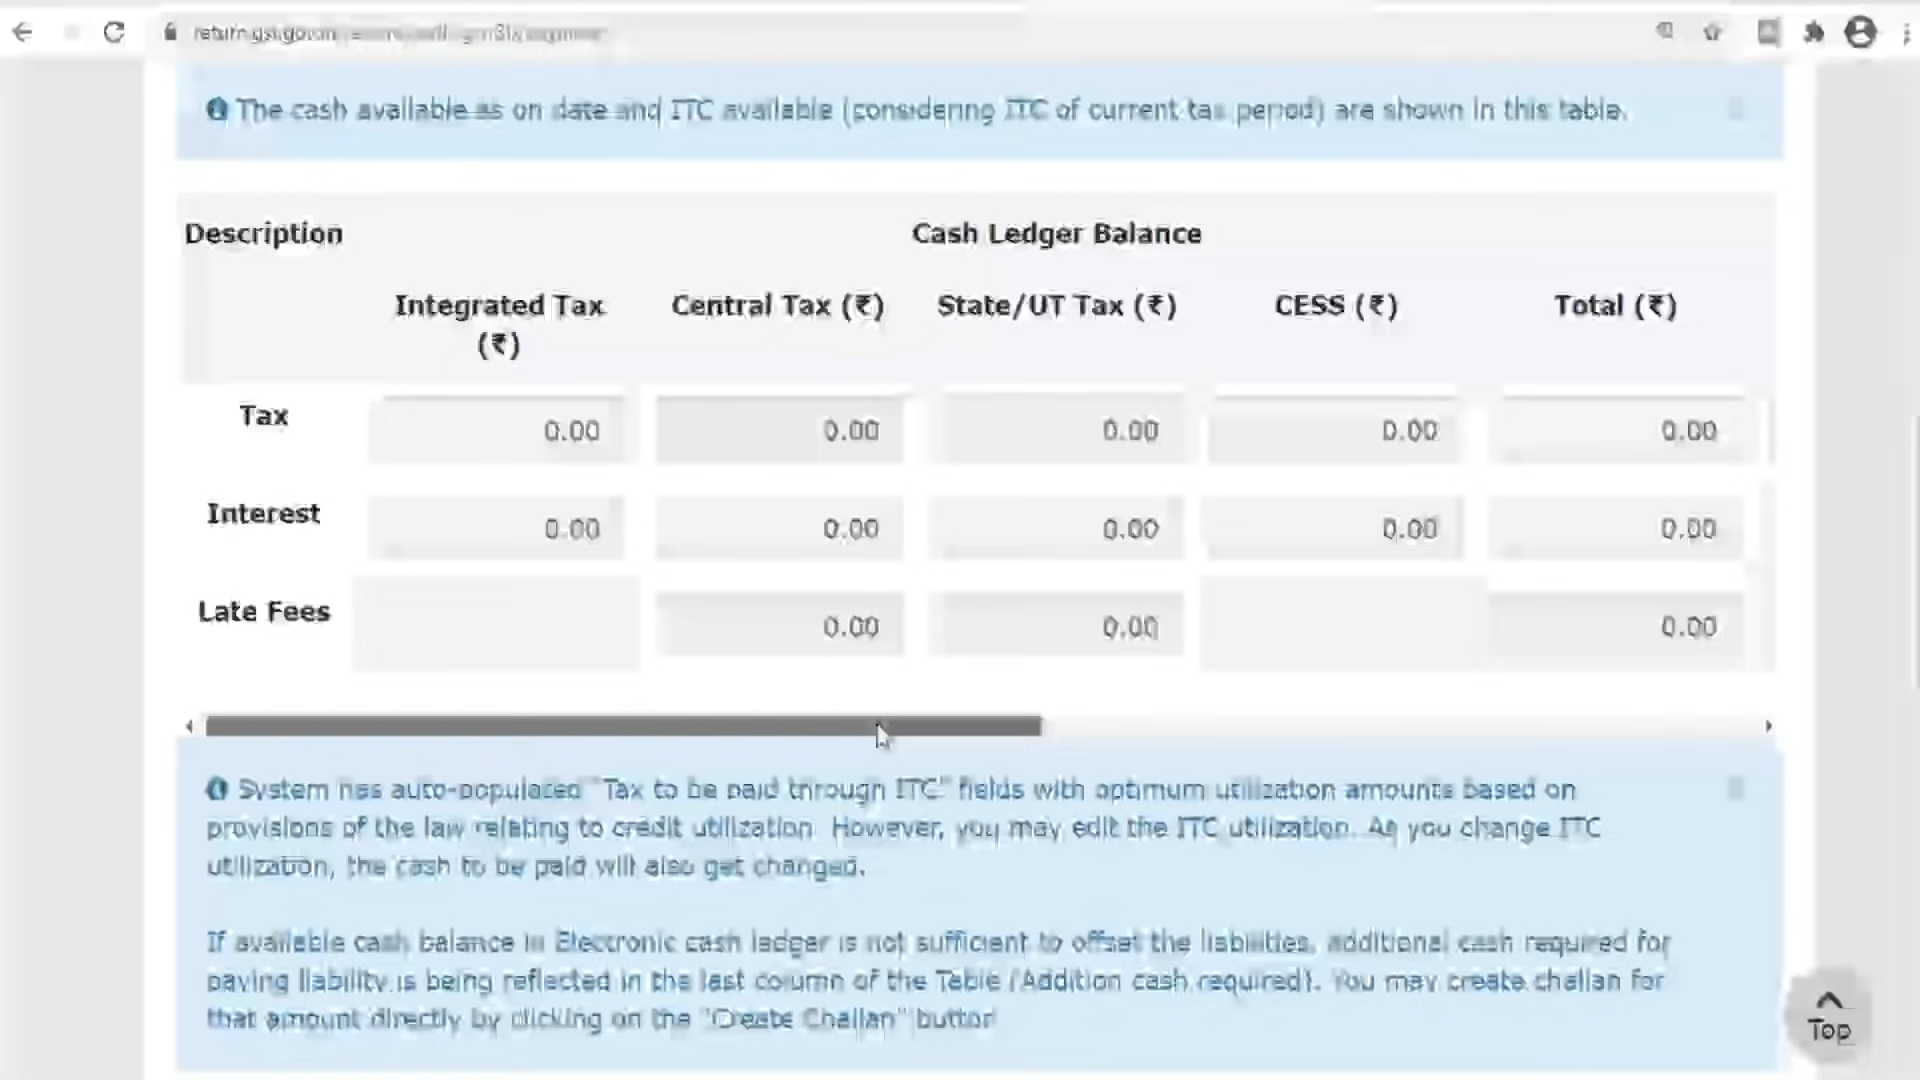 return.gst.gov.in
The cash available as on date and ITC available (considering ITC of current tax period) are shown in this table.
Description Cash Ledger Balance
Integrated Tax (₹) Central Tax (₹) State/UT Tax (₹) CESS (₹) Total (₹)
Tax 0.00 0.00 0.00 0.00 0.00
Interest 0.00 0.00 0.00 0.00 0.00
Late Fees 0.00 0.00 0.00
System has auto-populated "Tax to be paid through ITC" fields with optimum utilization amounts based on
provisions of the law relating to credit utilization. However, you may edit the ITC utilization. As you change ITC
utilization, the cash to be paid will also get changed.
If available cash balance in Electronic cash ledger is not sufficient to offset the liabilities, additional cash required for
paying liability is being reflected in the last column of the Table (Addition cash required). You may create challan for
that amount directly by clicking on the "Create Challan" button
Top